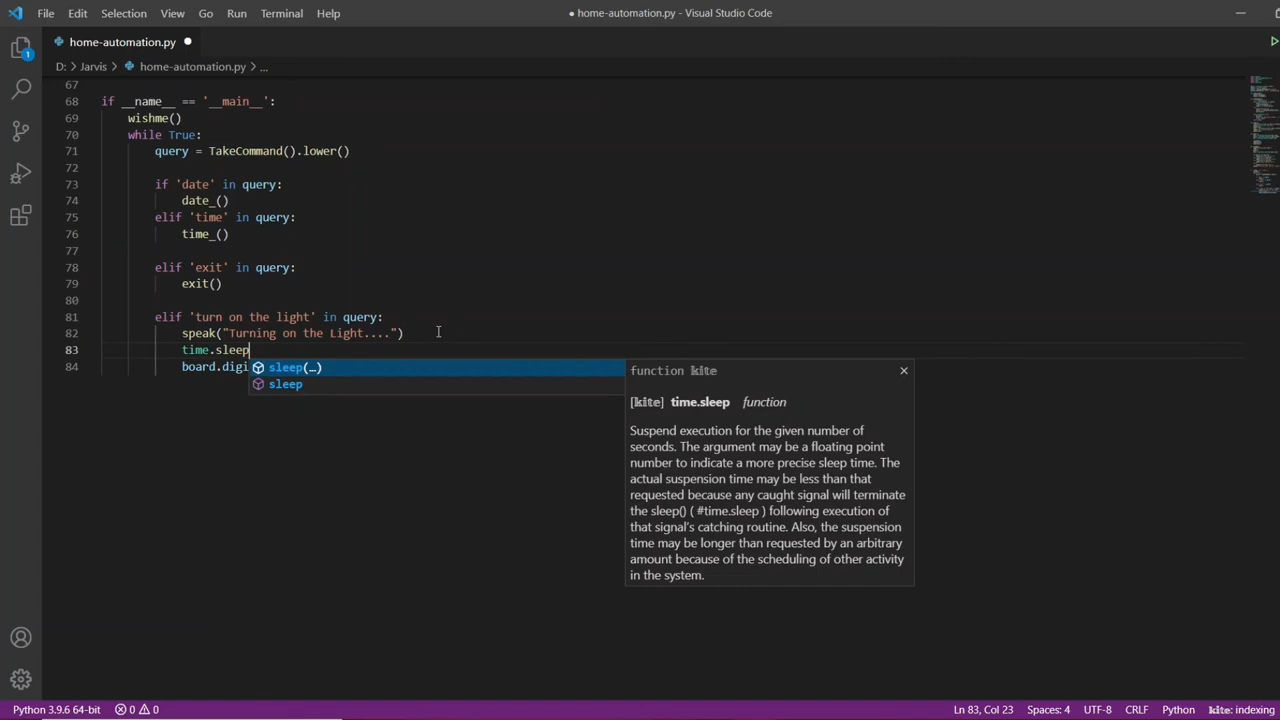 File Edit Selection View Go Run Terminal Help
● home-automation.py - Visual Studio Code
home-automation.py ●
D: > Jarvis > home-automation.py > ...
67
68 if __name__ == '__main__':
69 wishme()
70 while True:
71 query = TakeCommand().lower()
72
73 if 'date' in query:
74 date_()
75 elif 'time' in query:
76 time_()
77
78 elif 'exit' in query:
79 exit()
80
81 elif 'turn on the light' in query:
82 speak("Turning on the Light....")
83 time.sleep
84 board.digi
sleep(…)
sleep
function kite
[kite] time.sleep function
Suspend execution for the given number of
seconds. The argument may be a floating point
number to indicate a more precise sleep time. The
actual suspension time may be less than that
requested because any caught signal will terminate
the sleep() ( #time.sleep ) following execution of
that signal's catching routine. Also, the suspension
time may be longer than requested by an arbitrary
amount because of the scheduling of other activity
in the system.
1
Python 3.9.6 64-bit 0 0 Ln 83, Col 23 Spaces: 4 UTF-8 CRLF Python kite: indexing